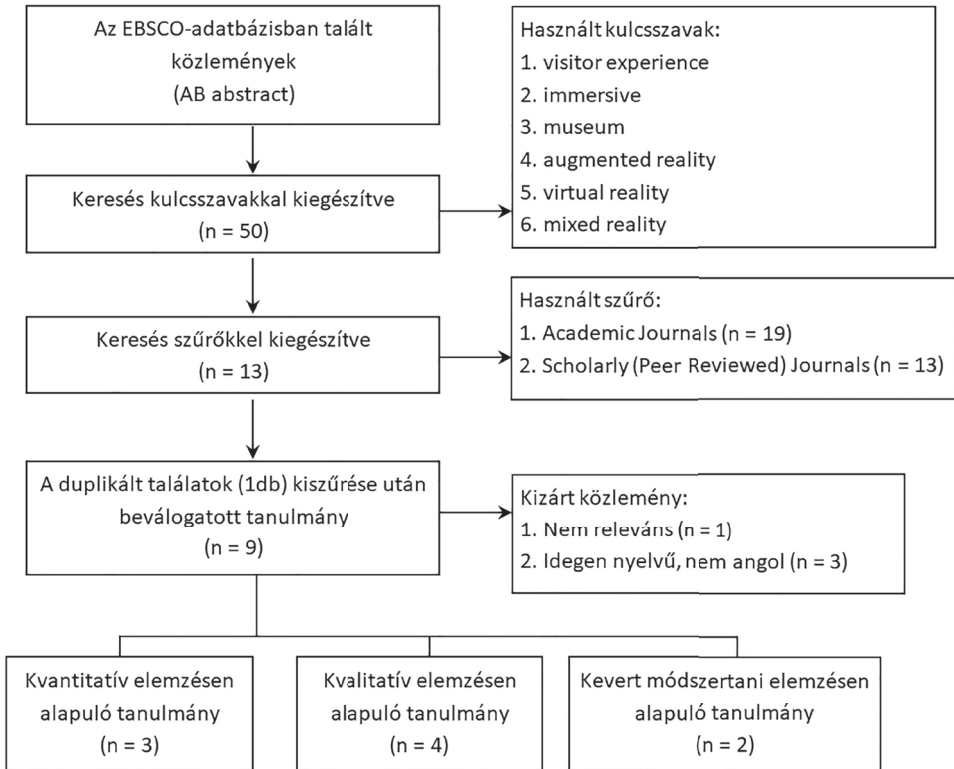 Az EBSCO-adatbázisban talált
közlemények
(AB abstract)
Használt kulcsszavak:
1. visitor experience
2. immersive
3. museum
4. augmented reality
5. virtual reality
6. mixed reality
Keresés kulcsszavakkal kiegészítve
(n = 50)
Keresés szűrőkkel kiegészítve
(n = 13)
Használt szűrő:
1. Academic Journals (n = 19)
2. Scholarly (Peer Reviewed) Journals (n = 13)
A duplikált találatok (1db) kiszűrése után
beválogatott tanulmány
(n = 9)
Kizárt közlemény:
1. Nem releváns (n = 1)
2. Idegen nyelvű, nem angol (n = 3)
Kvantitatív elemzésen
alapuló tanulmány
(n = 3)
Kvalitatív elemzésen
alapuló tanulmány
(n = 4)
Kevert módszertani elemzésen
alapuló tanulmány
(n = 2)